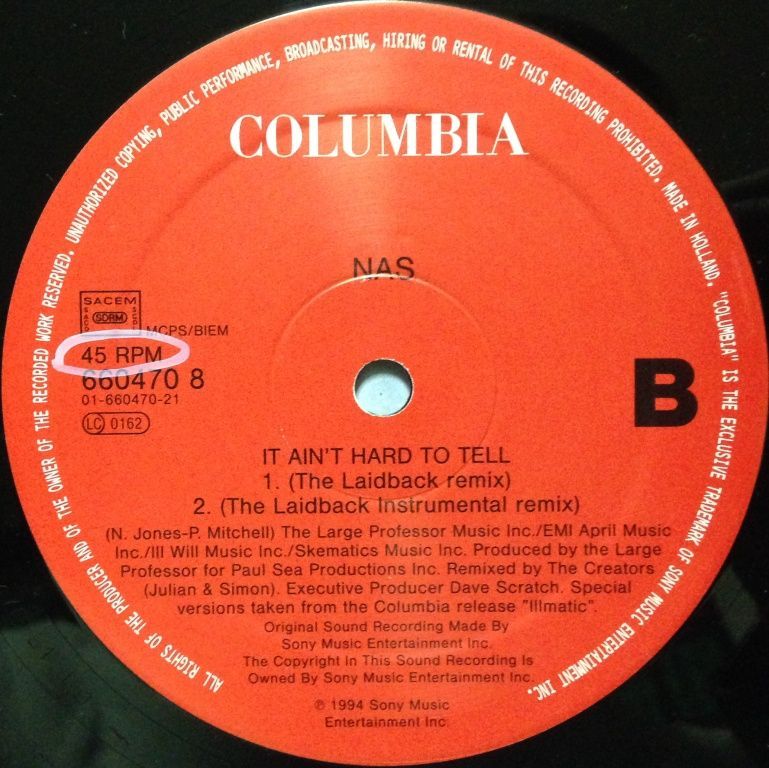 ALL RIGHTS OF THE PRODUCER AND OF THE OWNER OF THE RECORDED WORK RESERVED. UNAUTHORIZED COPYING, PUBLIC PERFORMANCE, BROADCASTING, HIRING OR RENTAL OF THIS RECORDING PROHIBITED. MADE IN HOLLAND. "COLUMBIA" IS THE EXCLUSIVE TRADEMARK OF SONY MUSIC ENTERTAINMENT INC.
COLUMBIA
NAS
SACEM
SDRM
MCPS/BIEM
45 RPM
660470 8
01-660470-21
LC 0162
B
IT AIN'T HARD TO TELL
1. (The Laidback remix)
2. (The Laidback Instrumental remix)
(N. Jones-P. Mitchell) The Large Professor Music Inc./EMI April Music
Inc./Ill Will Music Inc./Skematics Music Inc. Produced by the Large
Professor for Paul Sea Productions Inc. Remixed by The Creators
(Julian & Simon). Executive Producer Dave Scratch. Special
versions taken from the Columbia release "Illmatic".
Original Sound Recording Made By
Sony Music Entertainment Inc.
The Copyright In This Sound Recording Is
Owned By Sony Music Entertainment Inc.
℗ 1994 Sony Music
Entertainment Inc.